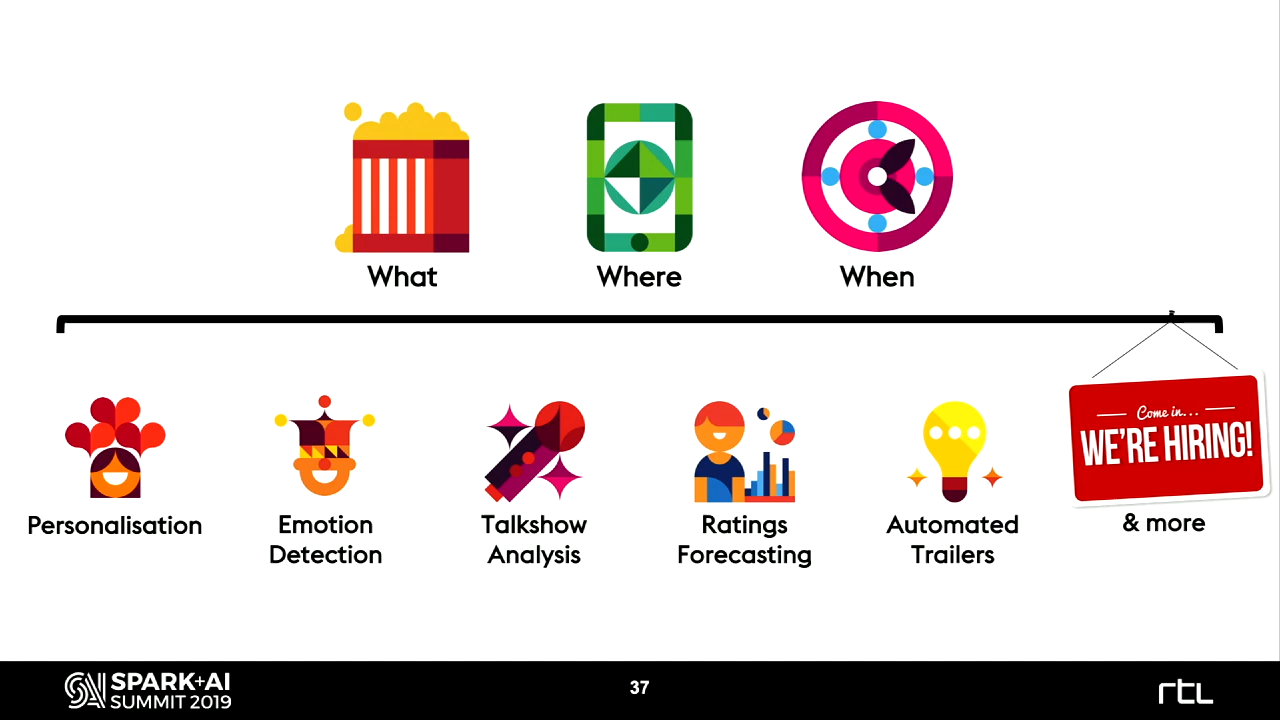 What
Where
When
Come in...
WE'RE HIRING!
Personalisation
Emotion
Detection
Talkshow
Analysis
Ratings
Forecasting
Automated
Trailers
& more
SPARK+AI
SUMMIT 2019
37
rtl